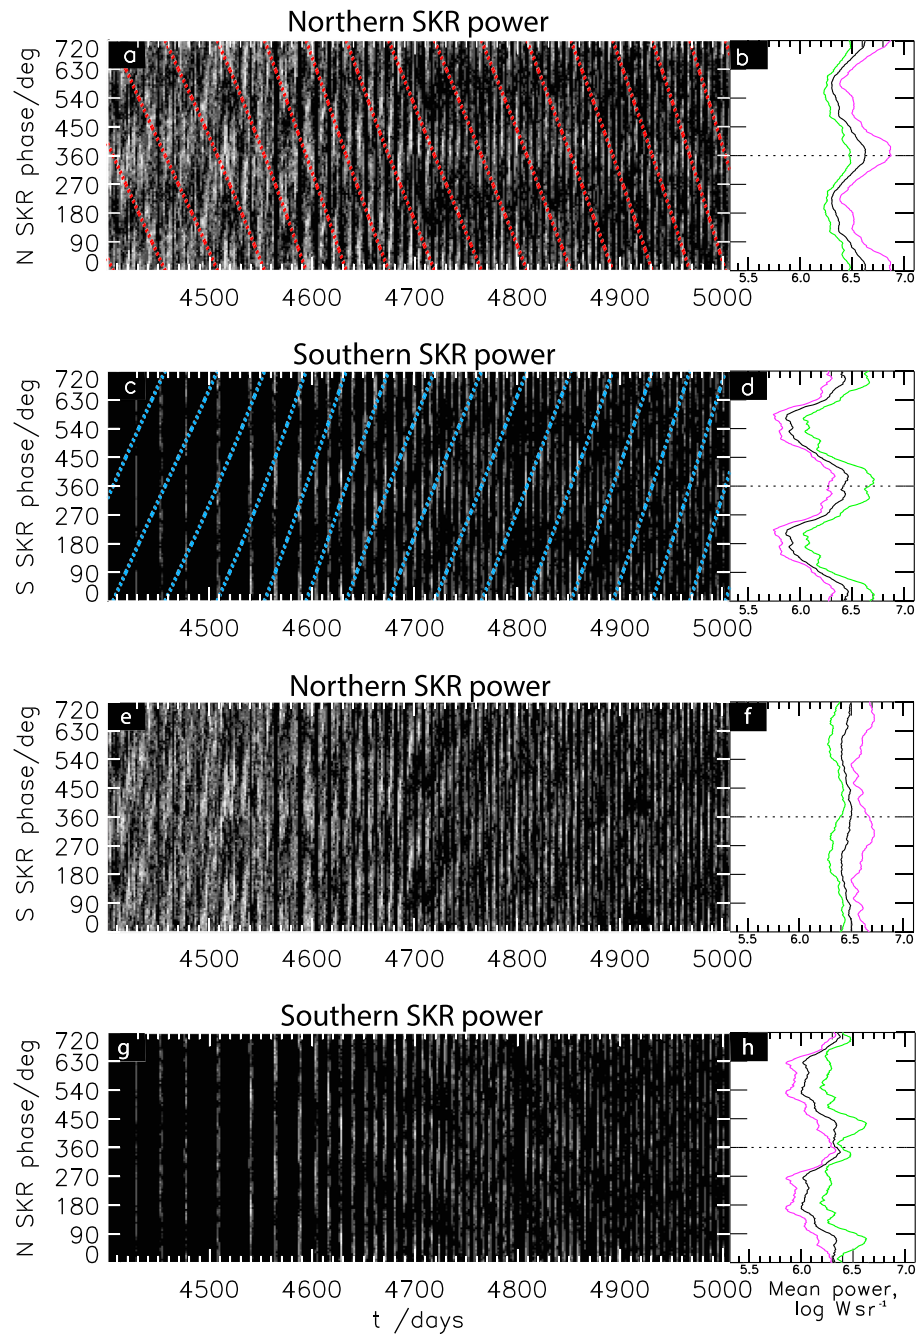 Northern SKR power
a
b
N SKR phase/deg
720
630
540
450
360
270
180
90
0
4500 4600 4700 4800 4900 5000
5.5 6.0 6.5 7.0
Southern SKR power
c
d
S SKR phase/deg
720
630
540
450
360
270
180
90
0
4500 4600 4700 4800 4900 5000
5.5 6.0 6.5 7.0
Northern SKR power
e
f
S SKR phase/deg
720
630
540
450
360
270
180
90
0
4500 4600 4700 4800 4900 5000
5.5 6.0 6.5 7.0
Southern SKR power
g
h
N SKR phase/deg
720
630
540
450
360
270
180
90
0
4500 4600 4700 4800 4900 5000
5.5 6.0 6.5 7.0
t /days
Mean power,
log Wsr⁻¹